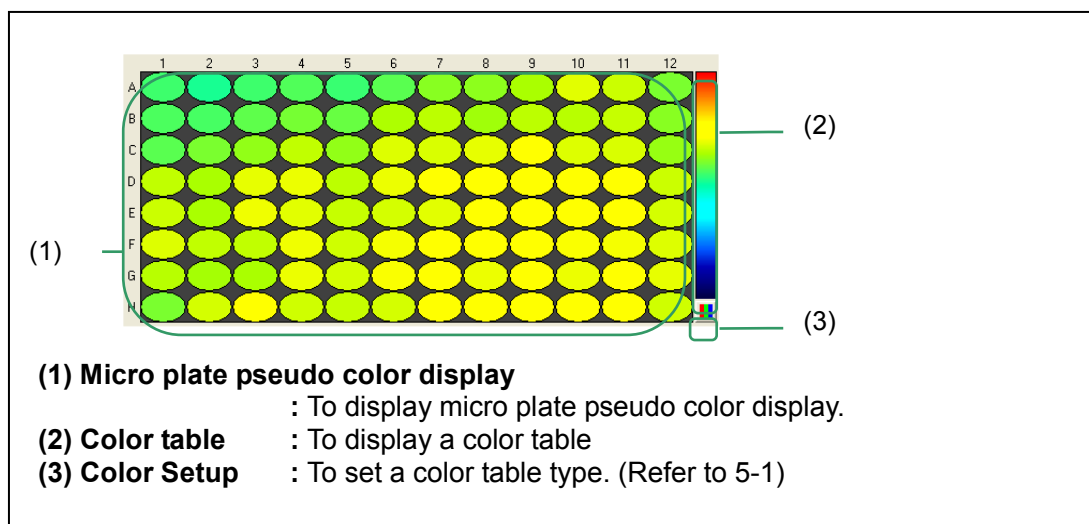 1 2 3 4 5 6 7 8 9 10 11 12
A
B
C
D
E
F
G
H
(1)
(2)
(3)
(1) Micro plate pseudo color display
: To display micro plate pseudo color display.
(2) Color table : To display a color table
(3) Color Setup : To set a color table type. (Refer to 5-1)